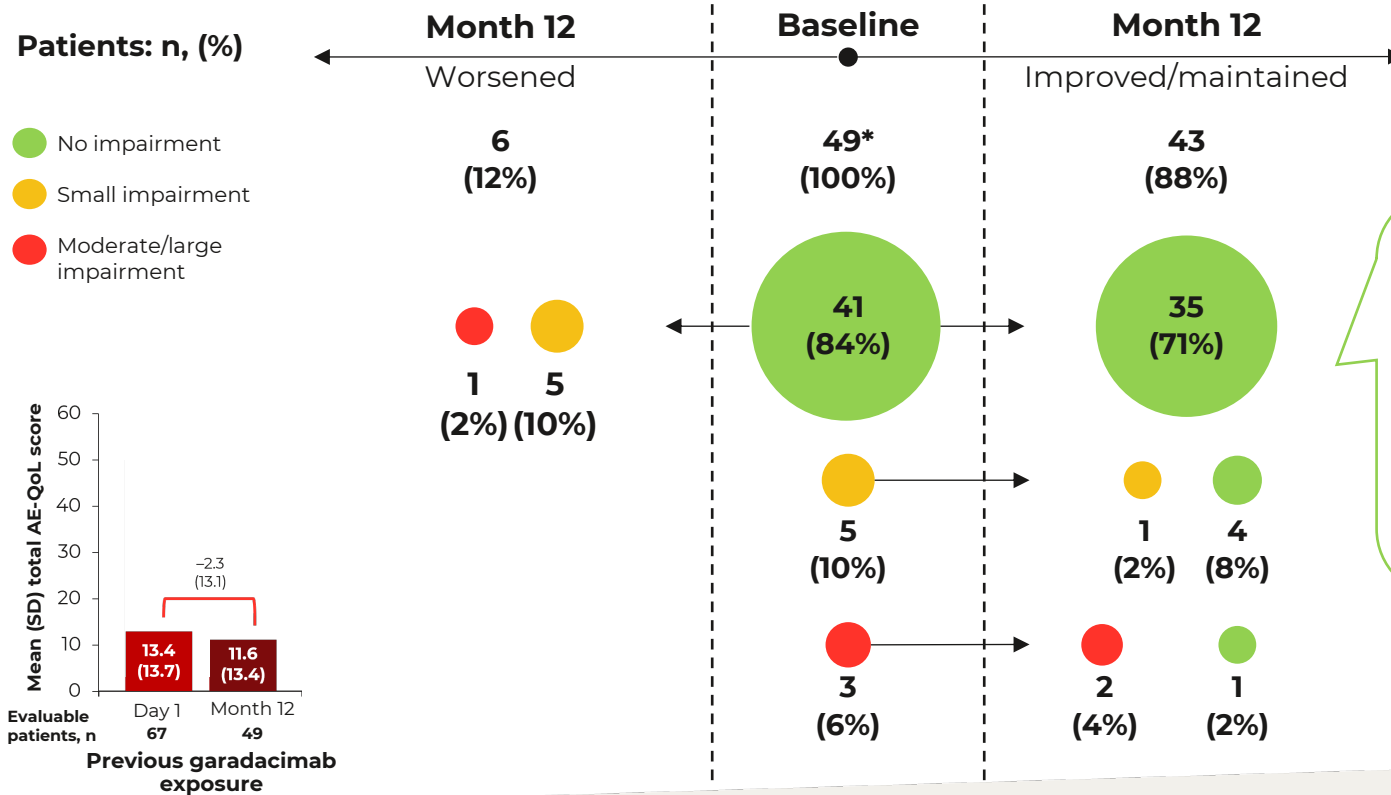 Patients: n, (%)
Month 12
Baseline
Month 12
Worsened
Improved/maintained
No impairment
Small impairment
Moderate/large
impairment
6
(12%)
49*
(100%)
43
(88%)
41
(84%)
35
(71%)
1
(2%)
5
(10%)
5
(10%)
1
(2%)
4
(8%)
3
(6%)
2
(4%)
1
(2%)
Mean (SD) total AE-QoL score
60
50
40
30
20
10
0
–2.3
(13.1)
13.4
(13.7)
11.6
(13.4)
Day 1
Month 12
Evaluable
patients, n
67
49
Previous garadacimab
exposure